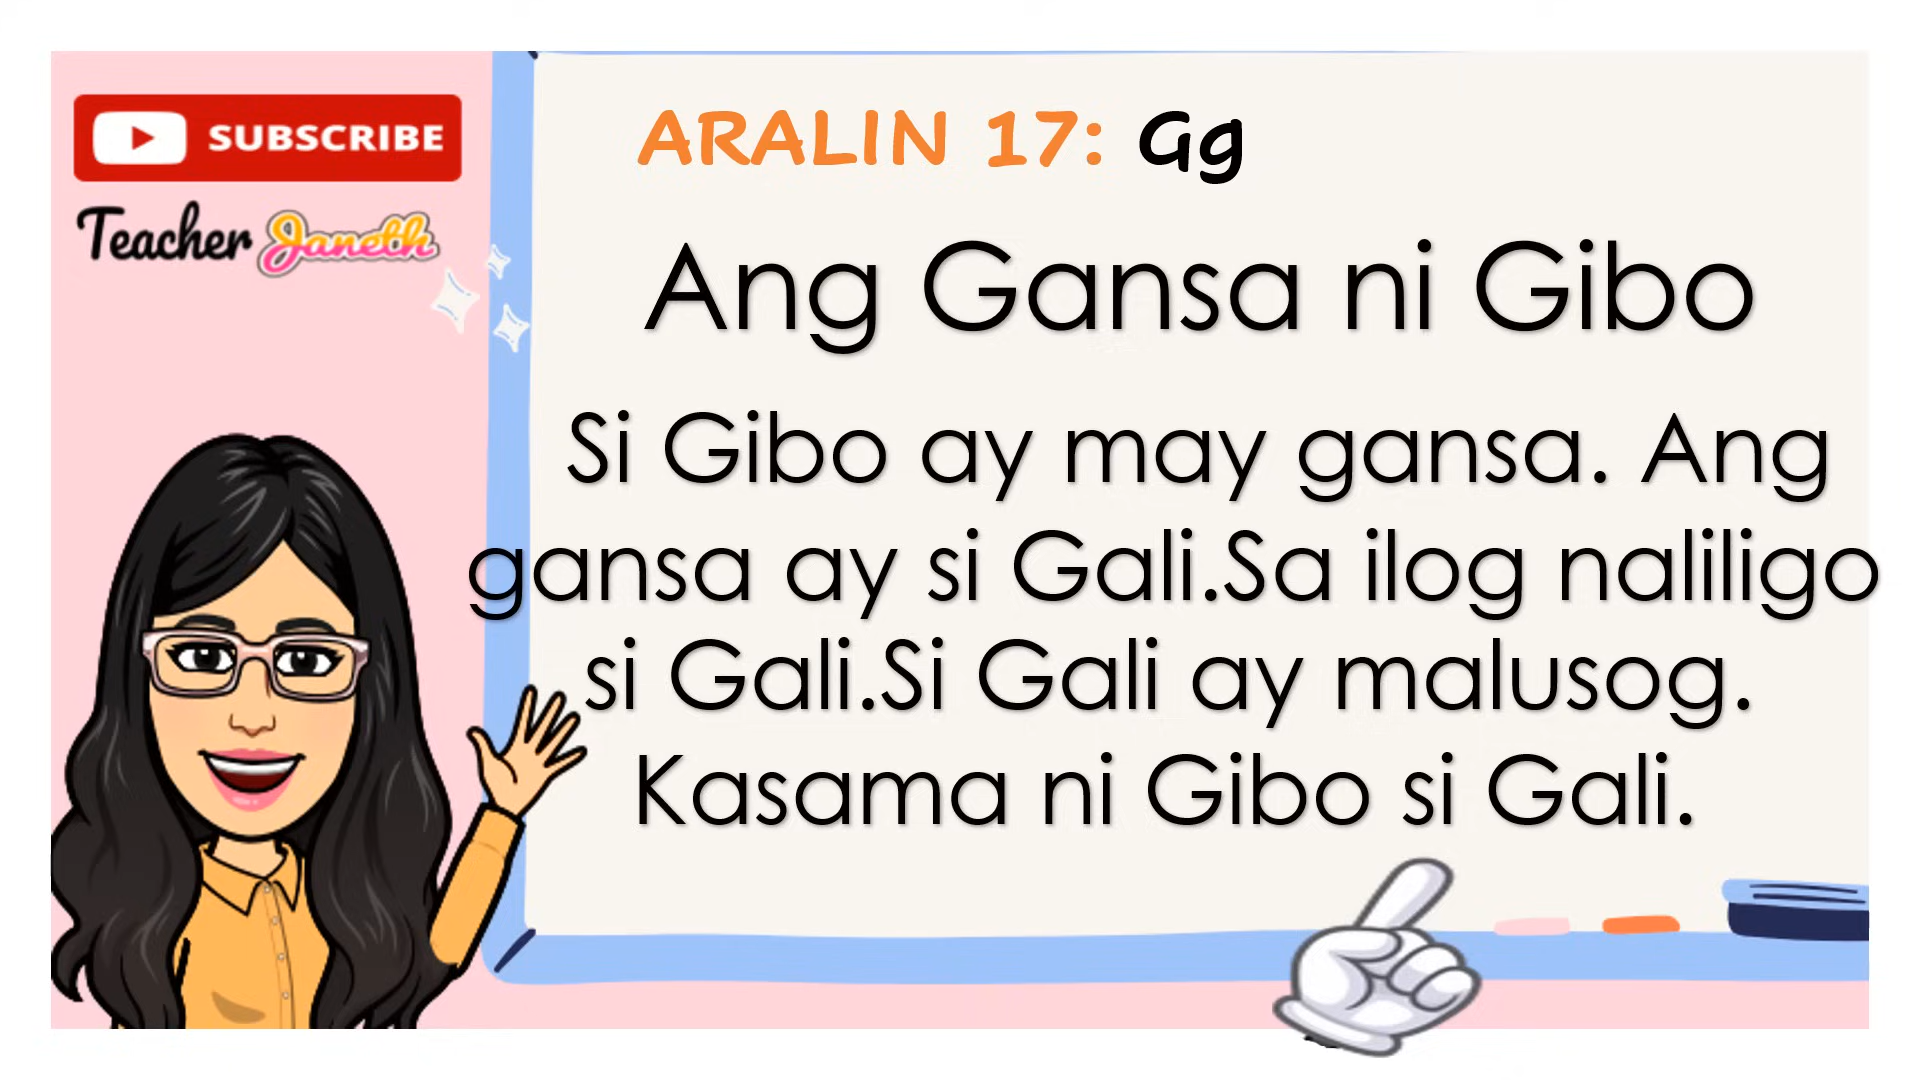 SUBSCRIBE
Teacher Janeth
ARALIN 17: Gg
Ang Gansa ni Gibo
Si Gibo ay may gansa. Ang
gansa ay si Gali.Sa ilog naliligo
si Gali.Si Gali ay malusog.
Kasama ni Gibo si Gali.